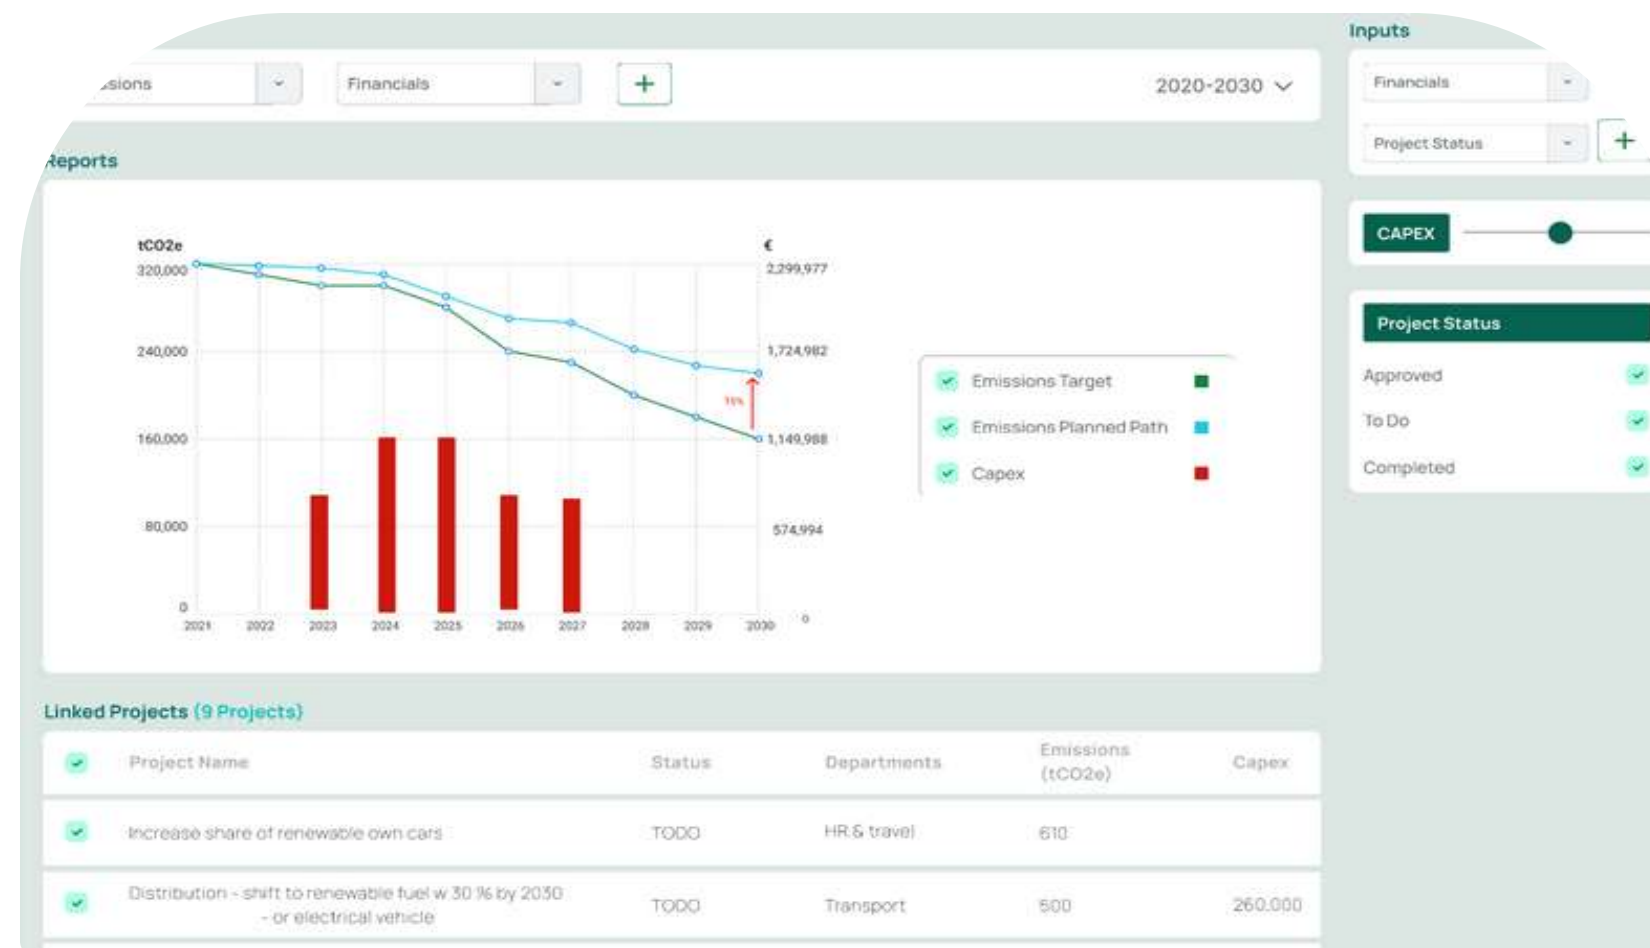 Inputs
Financials
2020-2030
Financials
Project Status
Reports
CAPEX
tCO2e
€
320,000
2,299,977
240,000
1,724,982
160,000
1,149,988
80,000
574,994
0
0
2021 2022 2023 2024 2025 2026 2027 2028 2029 2030
Emissions Target
Emissions Planned Path
Capex
Project Status
Approved
To Do
Completed
Linked Projects (9 Projects)
Project Name Status Departments Emissions (tCO2e) Capex
Increase share of renewable own cars TODO HR & travel 610
Distribution - shift to renewable fuel w 30 % by 2030
- or electrical vehicle
TODO Transport 500 260.000